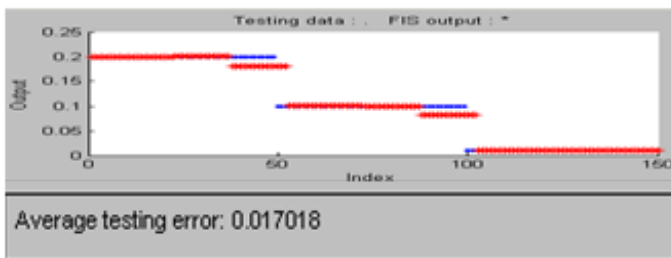 Testing data : .    FIS output : *
0.25
0.2
0.15
0.1
0.05
0
Output
0 50 100 150
Index
Average testing error: 0.017018